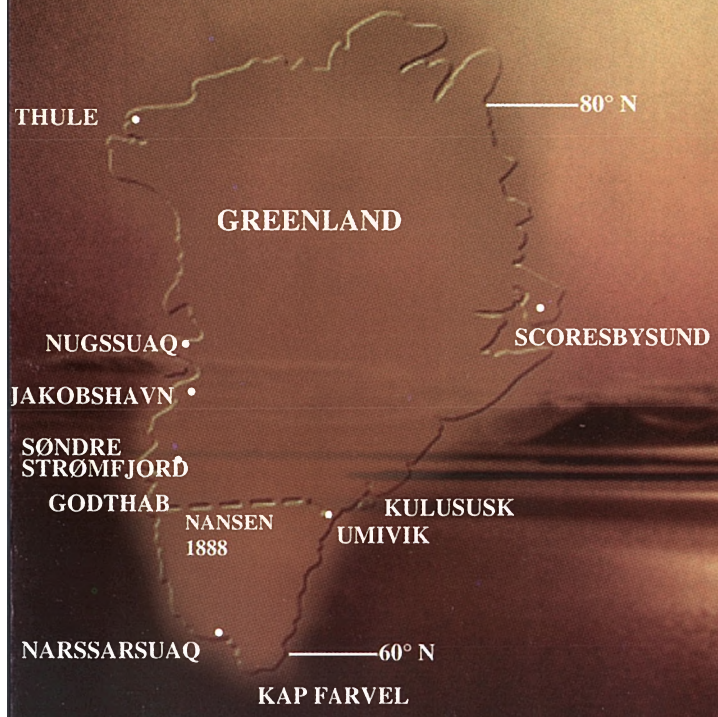 80° N
THULE
GREENLAND
SCORESBYSUND
NUGSSUAQ
JAKOBSHAVN
SØNDRE
STRØMFJORD
GODTHAB
KULUSUSK
NANSEN
1888
UMIVIK
NARSSARSUAQ
60° N
KAP FARVEL